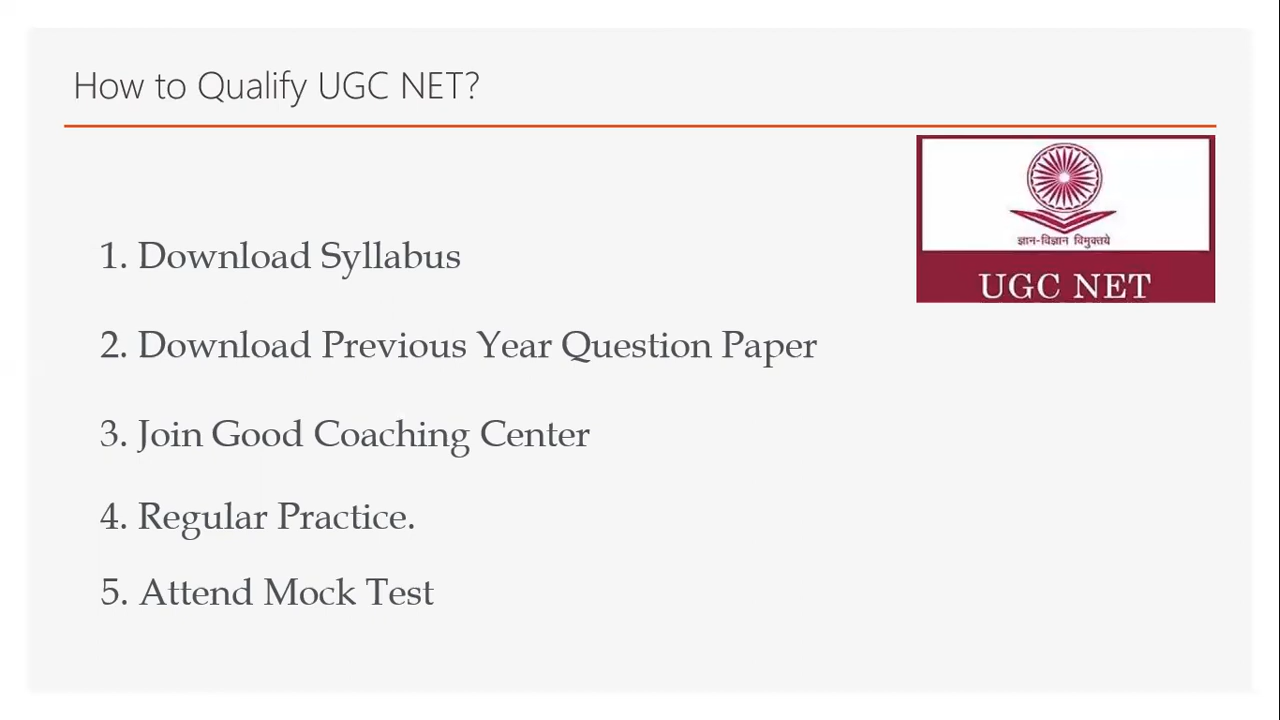 How to Qualify UGC NET?
ज्ञान-विज्ञान विमुक्तये
UGC NET
1. Download Syllabus
2. Download Previous Year Question Paper
3. Join Good Coaching Center
4. Regular Practice.
5. Attend Mock Test